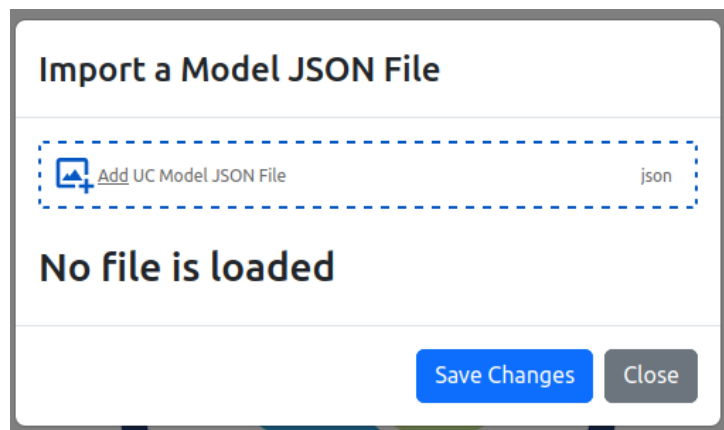 Import a Model JSON File
Add UC Model JSON File json
No file is loaded
Save Changes Close